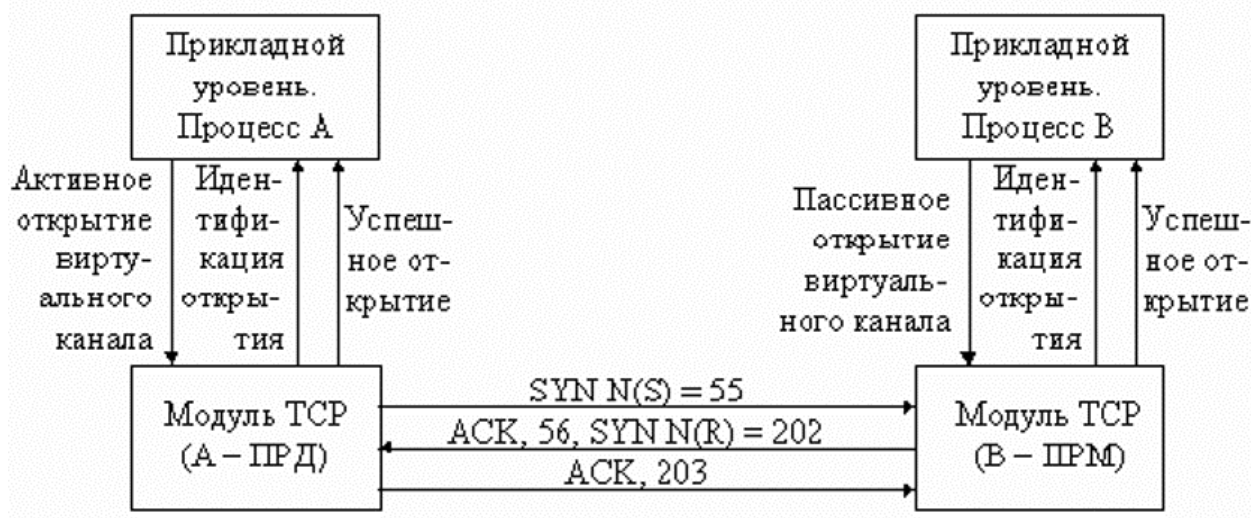 Прикладной
уровень.
Процесс А
Прикладной
уровень.
Процесс В
Активное
открытие
вирту-
ального
канала
Иден-
тифи-
кация
откры-
тия
Успеш-
ное от-
крытие
Пассивное
открытие
виртуаль-
ного канала
Иден-
тифи-
кация
откры-
тия
Успеш-
ное от-
крытие
Модуль TCP
(А – ПРД)
SYN N(S) = 55
ACK, 56, SYN N(R) = 202
ACK, 203
Модуль TCP
(В – ПРМ)